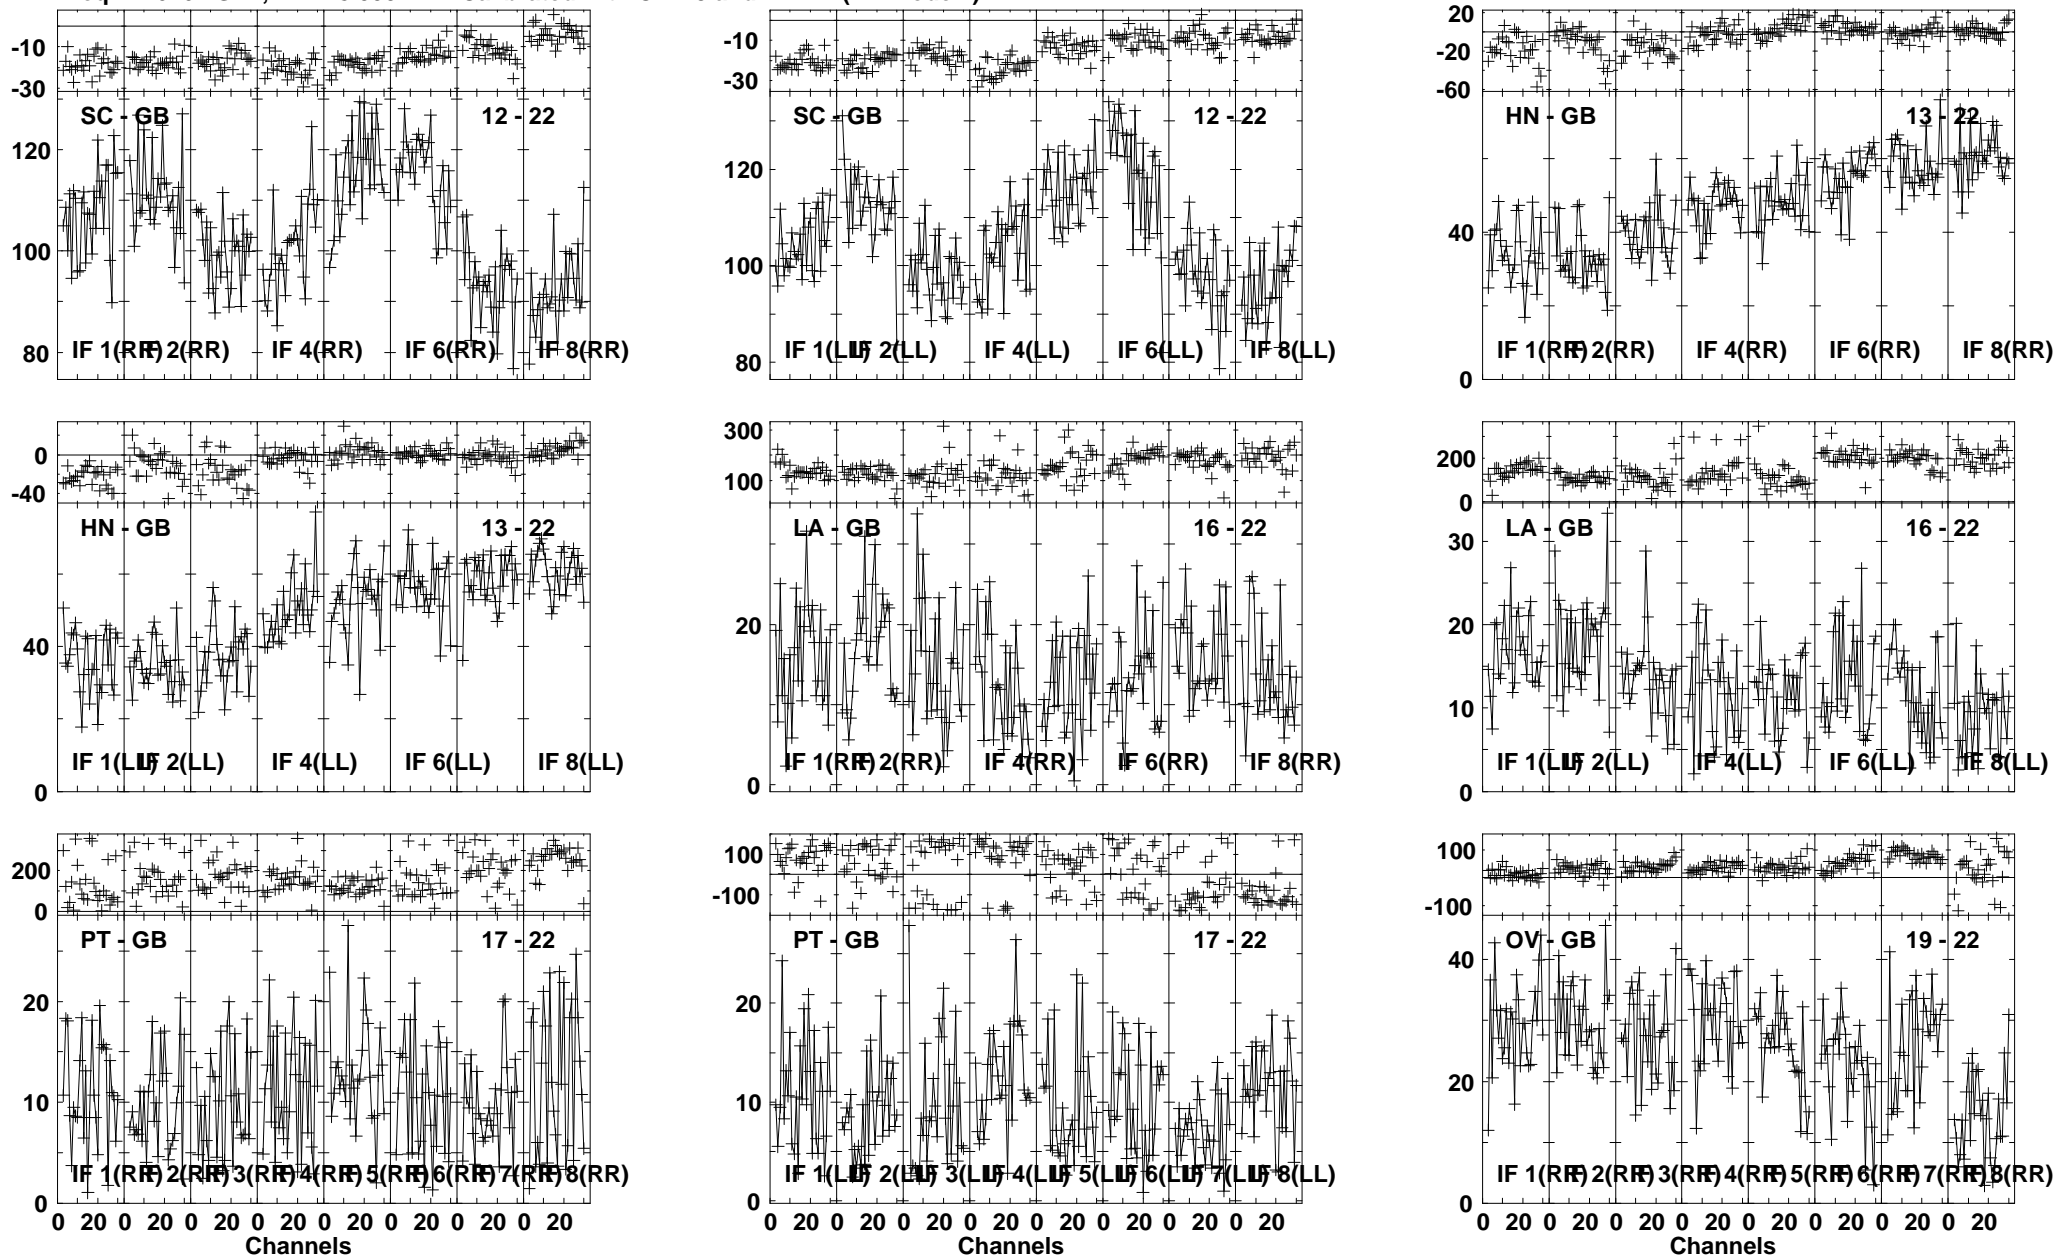 -10
-30
SC - GB 12 - 22
120
100
80
IF 1(RR) IF 2(RR) IF 4(RR) IF 6(RR) IF 8(RR)
-10
-30
SC - GB 12 - 22
120
100
80
IF 1(LL) IF 2(LL) IF 4(LL) IF 6(LL) IF 8(LL)
20
-20
-60
HN - GB 13 - 22
40
0
IF 1(RR) IF 2(RR) IF 4(RR) IF 6(RR) IF 8(RR)
0
-40
HN - GB 13 - 22
40
0
IF 1(LL) IF 2(LL) IF 4(LL) IF 6(LL) IF 8(LL)
300
100
LA - GB 16 - 22
20
0
IF 1(RR) IF 2(RR) IF 4(RR) IF 6(RR) IF 8(RR)
200
0
LA - GB 16 - 22
30
20
10
0
IF 1(LL) IF 2(LL) IF 4(LL) IF 6(LL) IF 8(LL)
200
0
PT - GB 17 - 22
20
10
0
IF 1(RR) IF 2(RR) IF 3(RR) IF 4(RR) IF 5(RR) IF 6(RR) IF 7(RR) IF 8(RR)
0 20 0 20 0 20 0 20 0 20 0 20 0 20 0 20
Channels
100
-100
PT - GB 17 - 22
20
10
0
IF 1(LL) IF 2(LL) IF 3(LL) IF 4(LL) IF 5(LL) IF 6(LL) IF 7(LL) IF 8(LL)
0 20 0 20 0 20 0 20 0 20 0 20 0 20 0 20
Channels
100
-100
OV - GB 19 - 22
40
20
0
IF 1(RR) IF 2(RR) IF 3(RR) IF 4(RR) IF 5(RR) IF 6(RR) IF 7(RR) IF 8(RR)
0 20 0 20 0 20 0 20 0 20 0 20 0 20 0 20
Channels